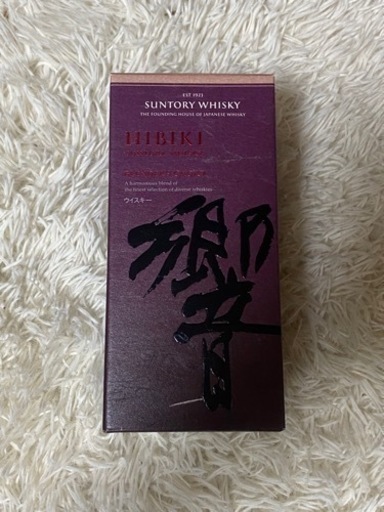 EST 1923
SUNTORY WHISKY
THE FOUNDING HOUSE OF JAPANESE WHISKY
HIBIKI
A harmonious blend of
the finest selection of diverse whiskies
ウイスキー
響